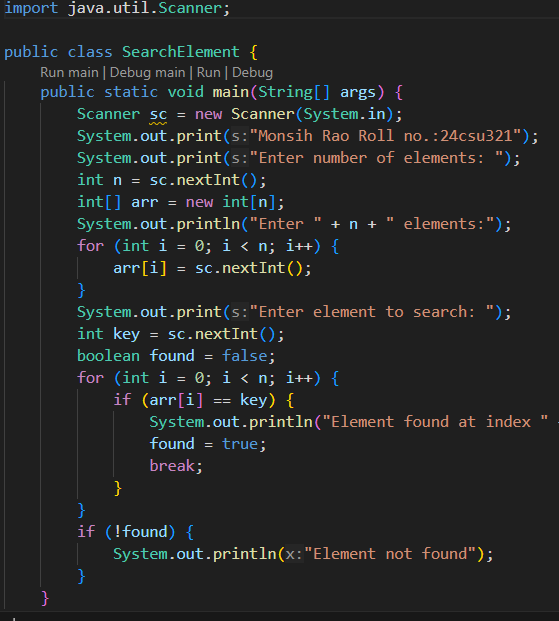 import java.util.Scanner;
public class SearchElement {
Run main | Debug main | Run | Debug
public static void main(String[] args) {
Scanner sc = new Scanner(System.in);
System.out.print(s:"Monsih Rao Roll no.:24csu321");
System.out.print(s:"Enter number of elements: ");
int n = sc.nextInt();
int[] arr = new int[n];
System.out.println("Enter " + n + " elements:");
for (int i = 0; i < n; i++) {
arr[i] = sc.nextInt();
}
System.out.print(s:"Enter element to search: ");
int key = sc.nextInt();
boolean found = false;
for (int i = 0; i < n; i++) {
if (arr[i] == key) {
System.out.println("Element found at index "
found = true;
break;
}
}
if (!found) {
System.out.println(x:"Element not found");
}
}